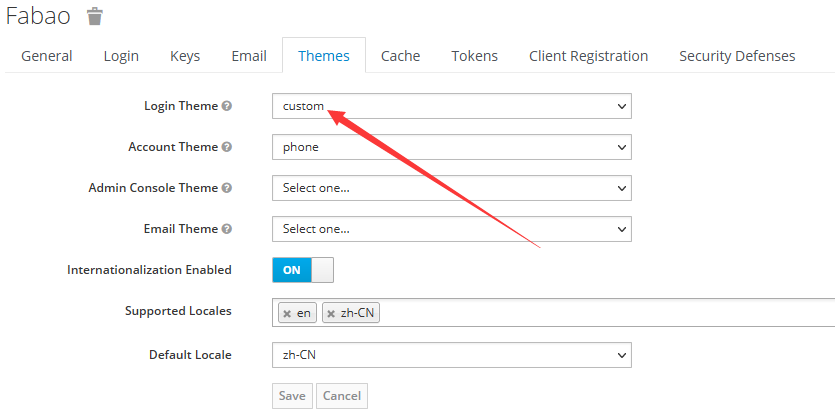 Fabao
General Login Keys Email Themes Cache Tokens Client Registration Security Defenses
Login Theme custom
Account Theme phone
Admin Console Theme Select one...
Email Theme Select one...
Internationalization Enabled ON
Supported Locales en zh-CN
Default Locale zh-CN
Save Cancel